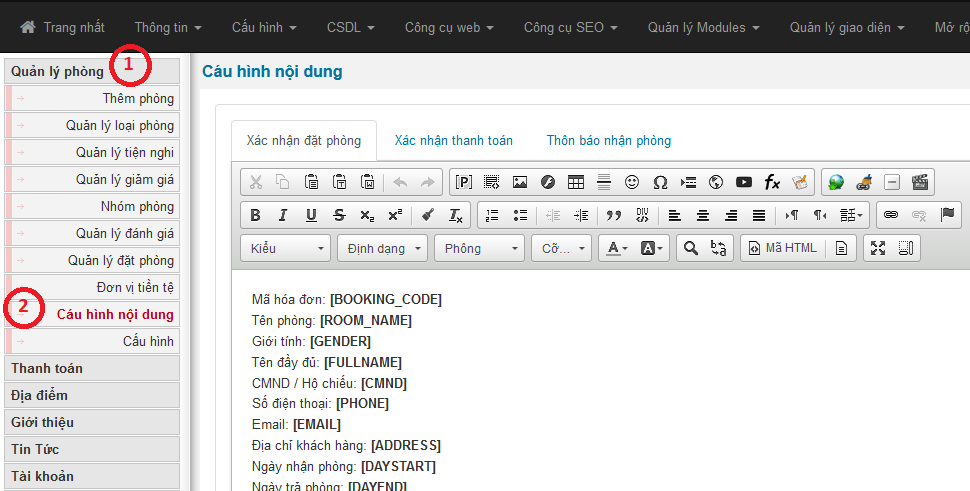 Trang nhất Thông tin Cấu hình CSDL Công cụ web Công cụ SEO Quản lý Modules Quản lý giao diện Mở rộ
Quản lý phòng 1
Thêm phòng
Quản lý loại phòng
Quản lý tiện nghi
Quản lý giảm giá
Nhóm phòng
Quản lý đánh giá
Quản lý đặt phòng
Đơn vị tiền tệ
2 Cáu hình nội dung
Cấu hình
Thanh toán
Địa điểm
Giới thiệu
Tin Tức
Tài khoản
Cáu hình nội dung
Xác nhận đặt phòng Xác nhận thanh toán Thôn báo nhận phòng
Kiểu Định dạng Phông Cỡ... A A Mã HTML
Mã hóa đơn: [BOOKING_CODE]
Tên phòng: [ROOM_NAME]
Giới tính: [GENDER]
Tên đầy đủ: [FULLNAME]
CMND / Hộ chiếu: [CMND]
Số điện thoại: [PHONE]
Email: [EMAIL]
Địa chỉ khách hàng: [ADDRESS]
Ngày nhận phòng: [DAYSTART]
Ngày trả phòng: [DAYEND]